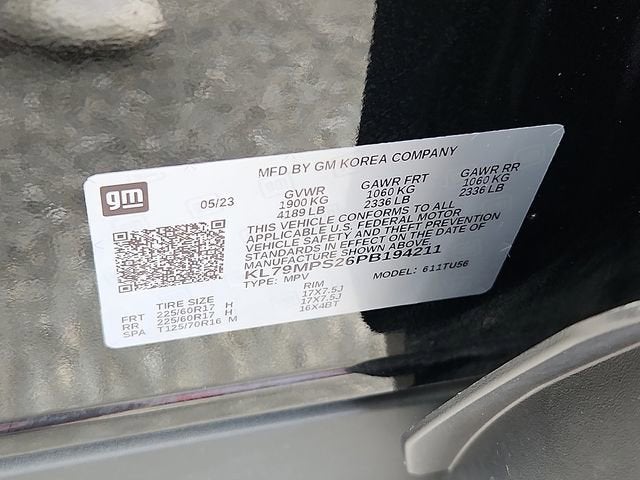 gm
MFD BY GM KOREA COMPANY
05/23
GVWR GAWR FRT GAWR RR
1900 KG 1060 KG 1060 KG
4189 LB 2336 LB 2336 LB
THIS VEHICLE CONFORMS TO ALL
APPLICABLE U.S. FEDERAL MOTOR
VEHICLE SAFETY AND THEFT PREVENTION
STANDARDS IN EFFECT ON THE DATE OF
MANUFACTURE SHOWN ABOVE.
KL79MPS26PB194211
TYPE: MPV MODEL: 611TU56
TIRE SIZE RIM
FRT 225/60R17 H 17X7.5J
RR 225/60R17 H 17X7.5J
SPA T125/70R16 M 16X4BT